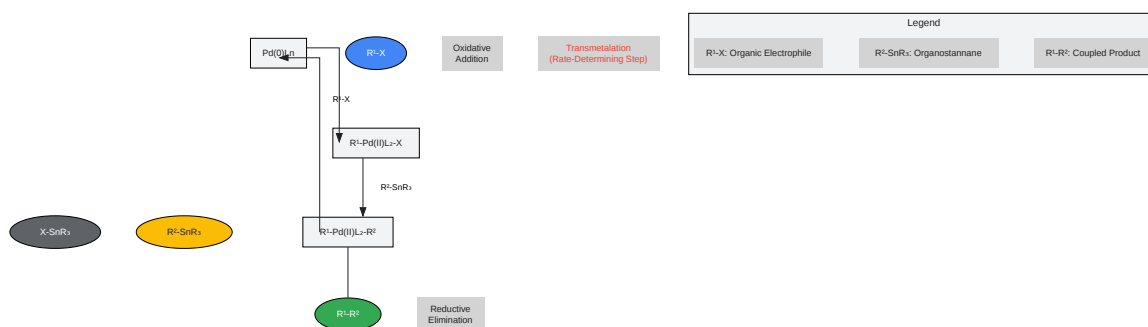 Legend
Pd(0)Ln
R¹-X
Oxidative
Addition
Transmetalation
(Rate-Determining Step)
R¹-X: Organic Electrophile
R²-SnR₃: Organostannane
R¹-R²: Coupled Product
R¹-X
R¹-Pd(II)L₂-X
R²-SnR₃
X-SnR₃
R²-SnR₃
R¹-Pd(II)L₂-R²
R¹-R²
Reductive
Elimination